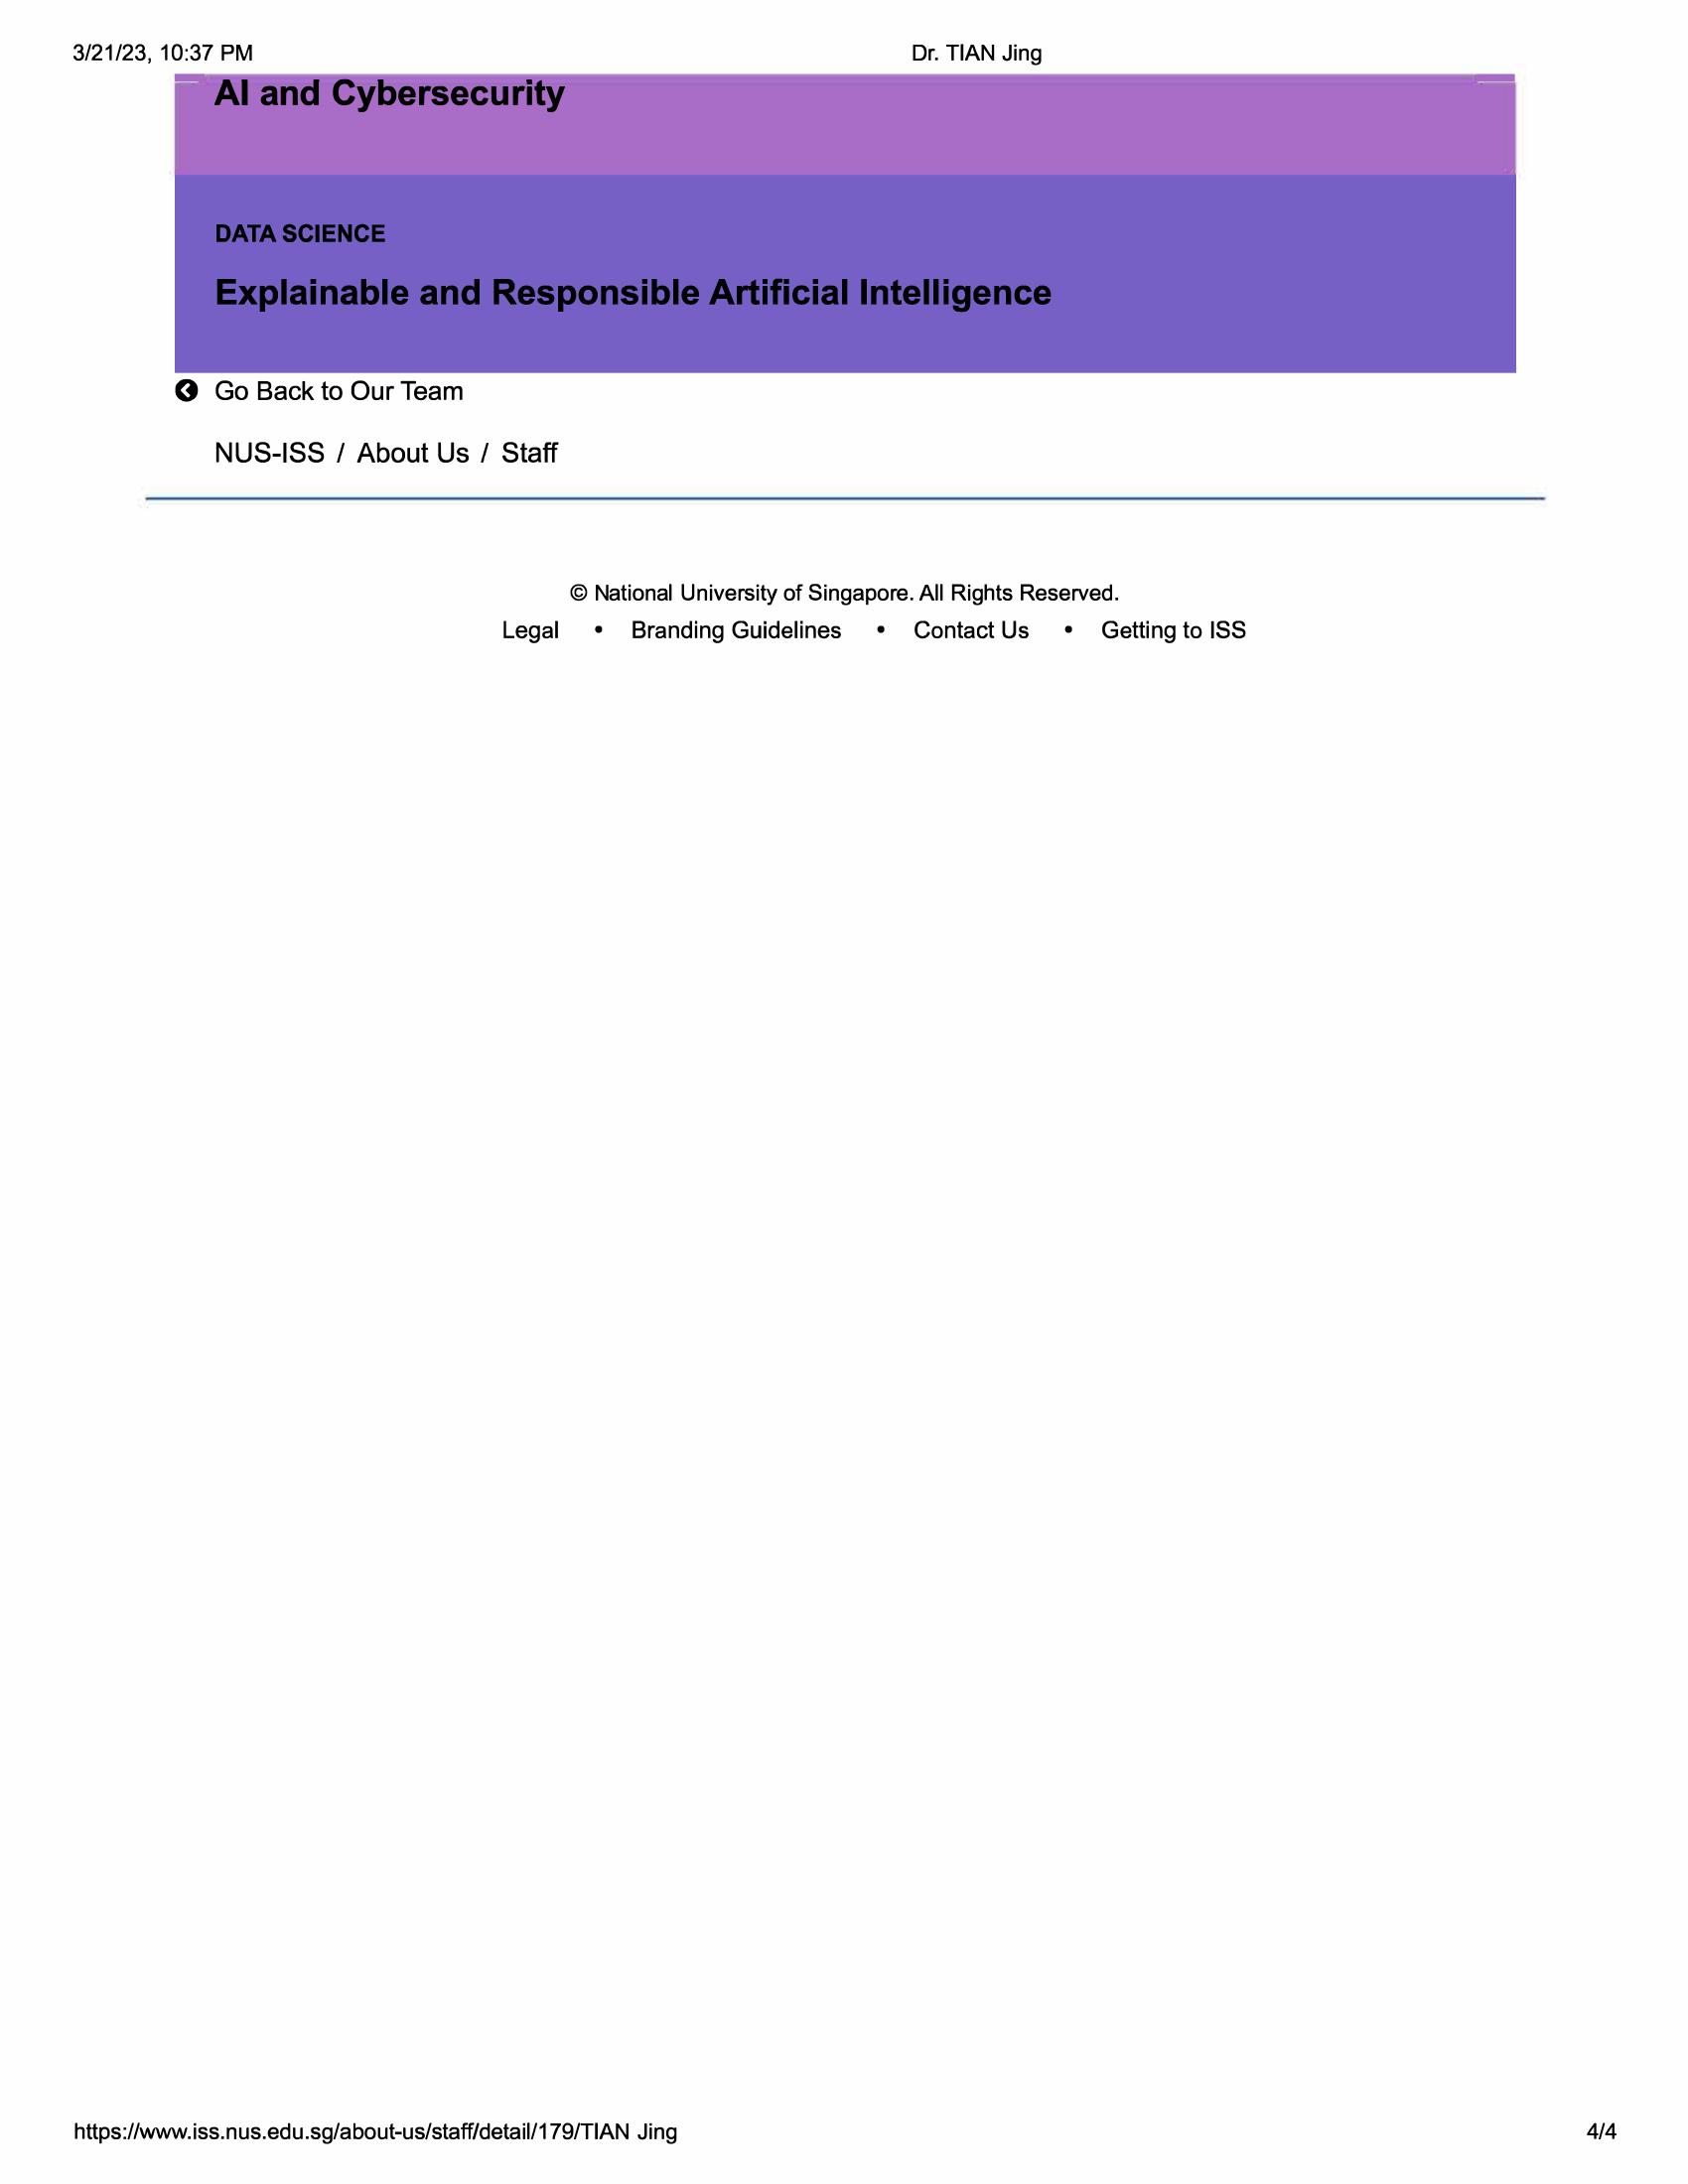 3/21/23, 10:37 PM Dr. TIAN Jing
AI and Cybersecurity
DATA SCIENCE
Explainable and Responsible Artificial Intelligence
Go Back to Our Team
NUS-ISS / About Us / Staff
© National University of Singapore. All Rights Reserved.
Legal • Branding Guidelines • Contact Us • Getting to ISS
https://www.iss.nus.edu.sg/about-us/staff/detail/179/TIAN Jing 4/4